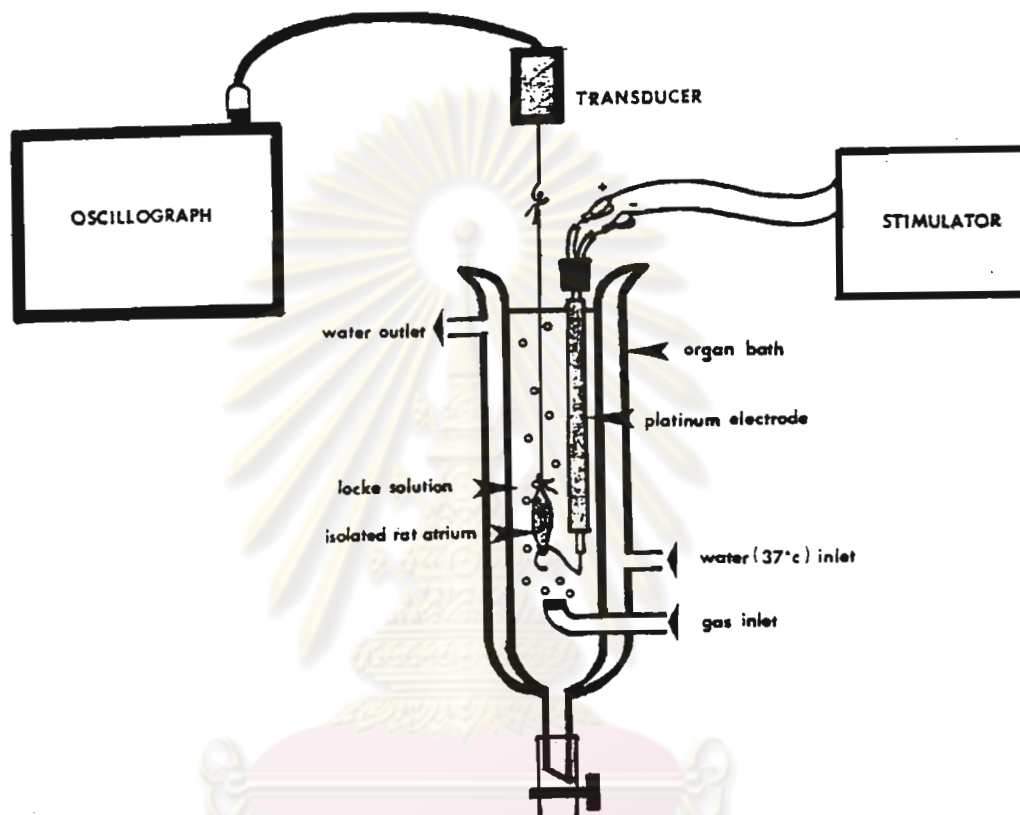 TRANSDUCER
OSCILLOGRAPH
+
-
STIMULATOR
water outlet
organ bath
platinum electrode
locke solution
isolated rat atrium
water (37°c) inlet
gas inlet